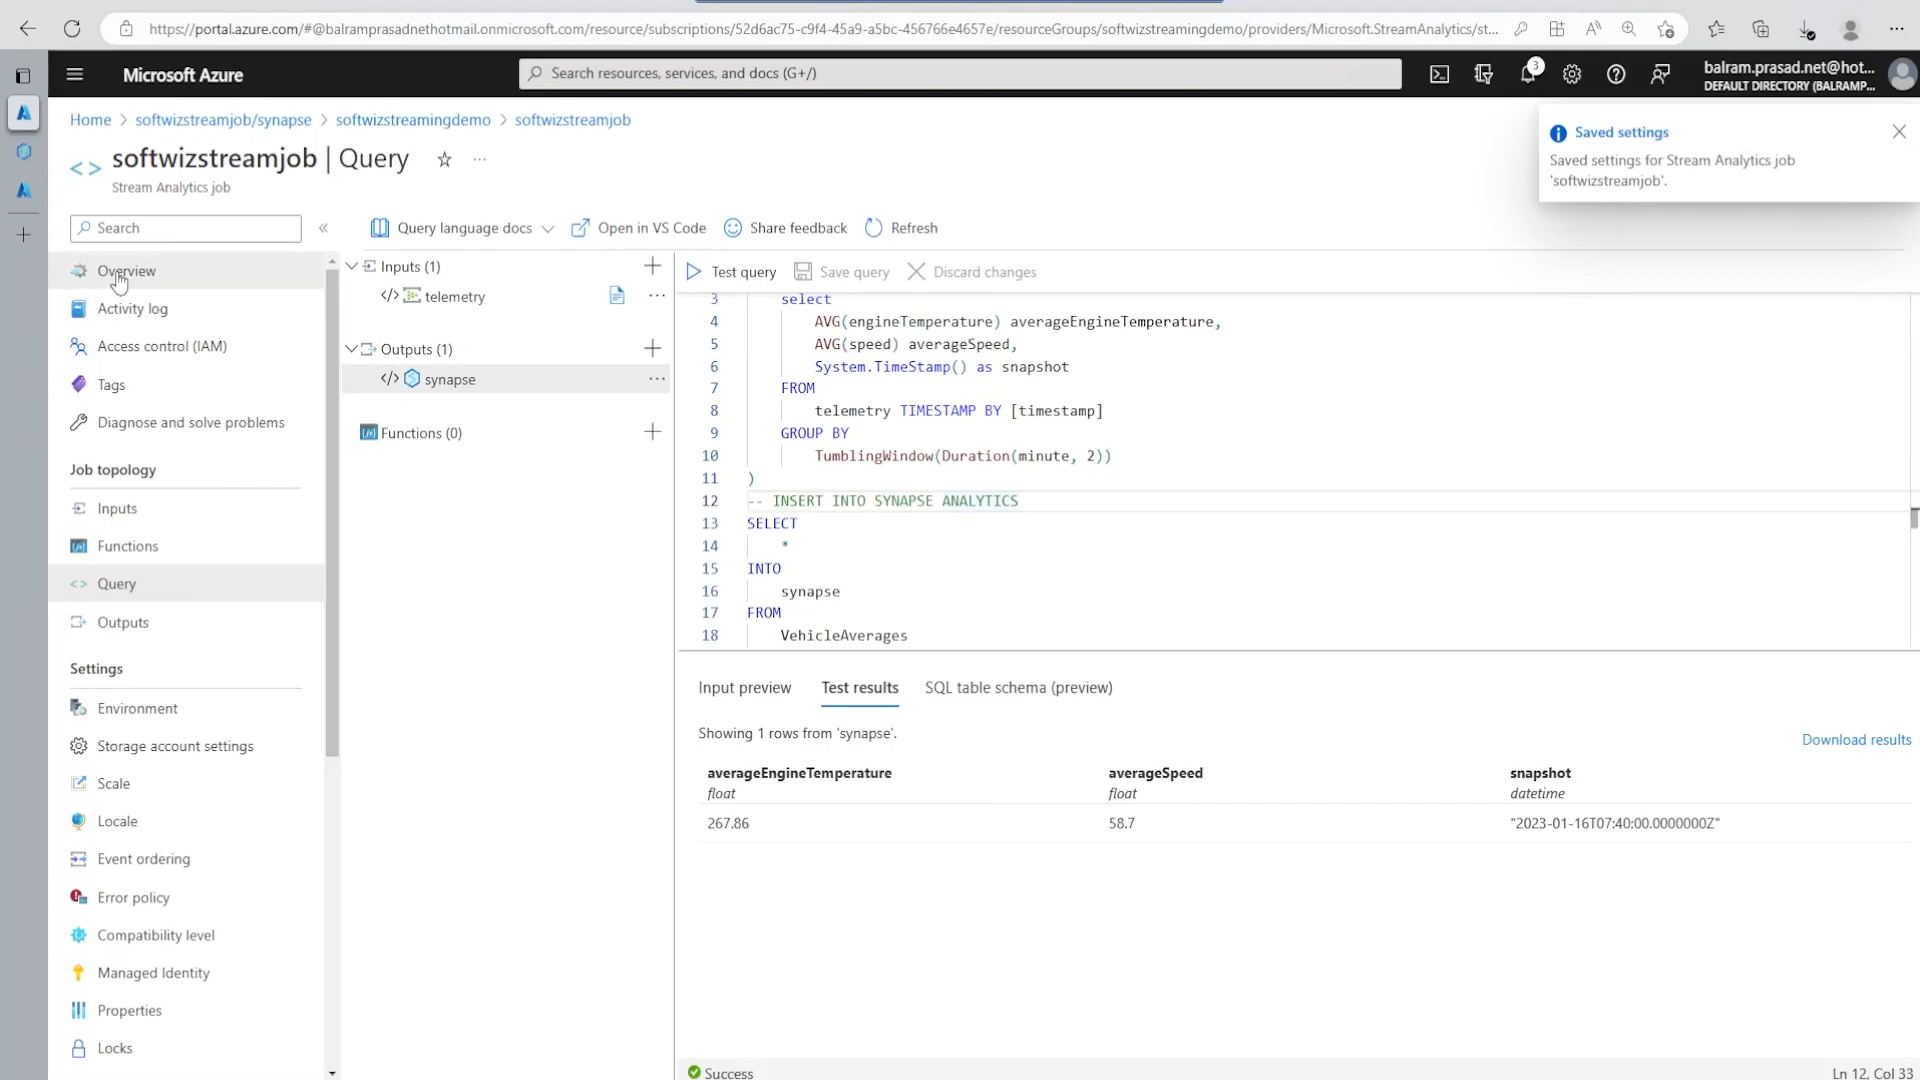 https://portal.azure.com/#@balramprasadnethotmail.onmicrosoft.com/resource/subscriptions/52d6ac75-c9f4-45a9-a5bc-456766e4657e/resourceGroups/softwizstreamingdemo/providers/Microsoft.StreamAnalytics/st...
Microsoft Azure
Search resources, services, and docs (G+/)
3
balram.prasad.net@hot...
DEFAULT DIRECTORY (BALRAMP...
Home > softwizstreamjob/synapse > softwizstreamingdemo > softwizstreamjob
softwizstreamjob | Query
Stream Analytics job
Saved settings
Saved settings for Stream Analytics job
'softwizstreamjob'.
Search
Query language docs
Open in VS Code
Share feedback
Refresh
Overview
Activity log
Access control (IAM)
Tags
Diagnose and solve problems
Job topology
Inputs
Functions
Query
Outputs
Settings
Environment
Storage account settings
Scale
Locale
Event ordering
Error policy
Compatibility level
Managed Identity
Properties
Locks
Inputs (1)
telemetry
Outputs (1)
synapse
Functions (0)
Test query
Save query
Discard changes
3 select
4 AVG(engineTemperature) averageEngineTemperature,
5 AVG(speed) averageSpeed,
6 System.TimeStamp() as snapshot
7 FROM
8 telemetry TIMESTAMP BY [timestamp]
9 GROUP BY
10 TumblingWindow(Duration(minute, 2))
11 )
12 -- INSERT INTO SYNAPSE ANALYTICS
13 SELECT
14 *
15 INTO
16 synapse
17 FROM
18 VehicleAverages
Input preview
Test results
SQL table schema (preview)
Showing 1 rows from 'synapse'.
Download results
averageEngineTemperature averageSpeed snapshot
float float datetime
267.86 58.7 "2023-01-16T07:40:00.0000000Z"
Success
Ln 12, Col 33